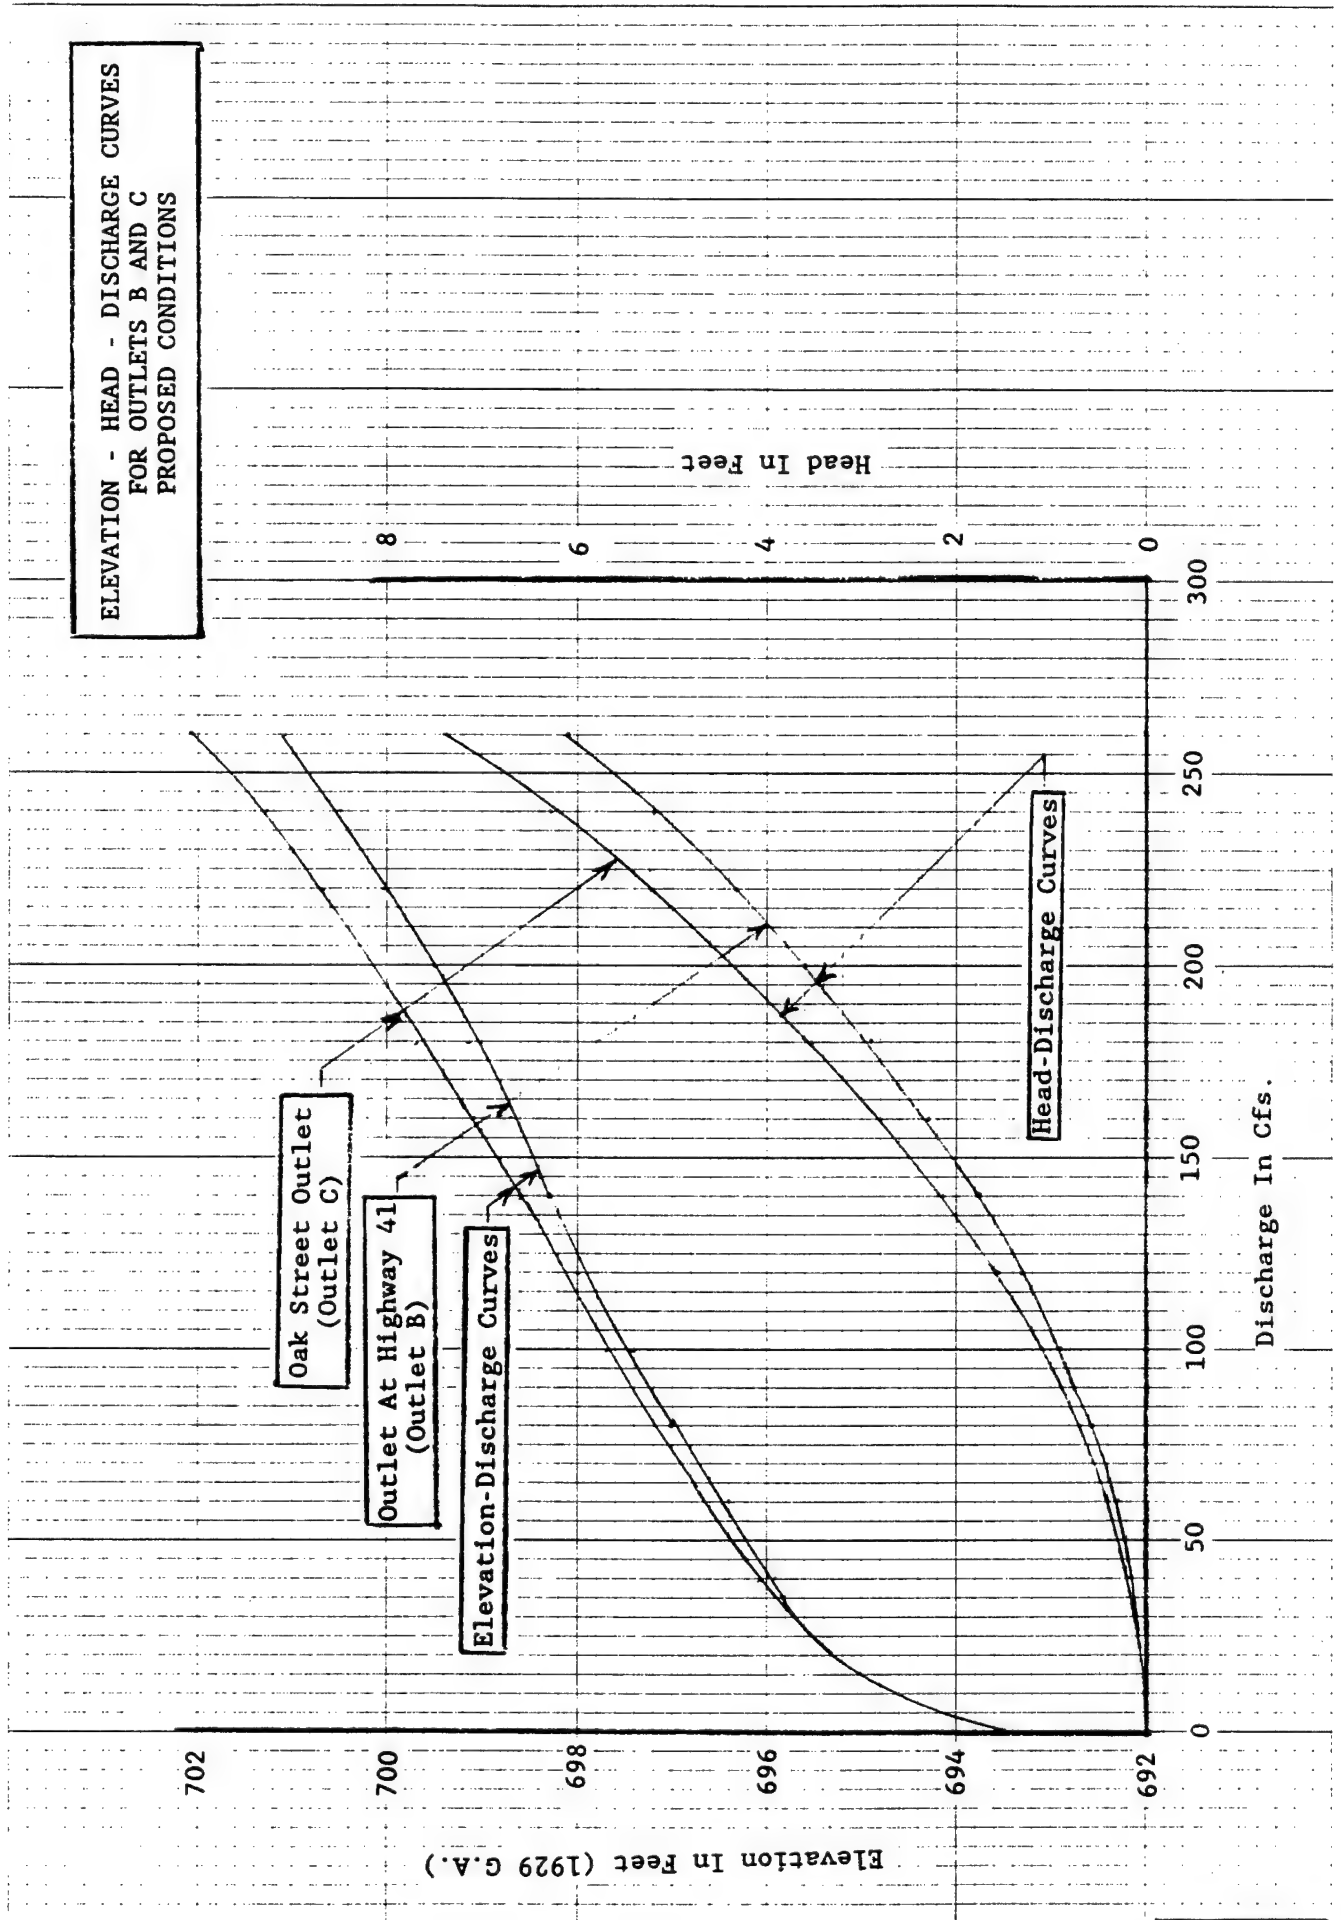 ELEVATION - HEAD - DISCHARGE CURVES
FOR OUTLETS B AND C
PROPOSED CONDITIONS
Oak Street Outlet
(Outlet C)
Outlet At Highway 41
(Outlet B)
Elevation-Discharge Curves
Head-Discharge Curves
Elevation In Feet (1929 G.A.)
702
700
698
696
694
692
Head In Feet
8
6
4
2
0
0
50
100
150
200
250
300
Discharge In Cfs.